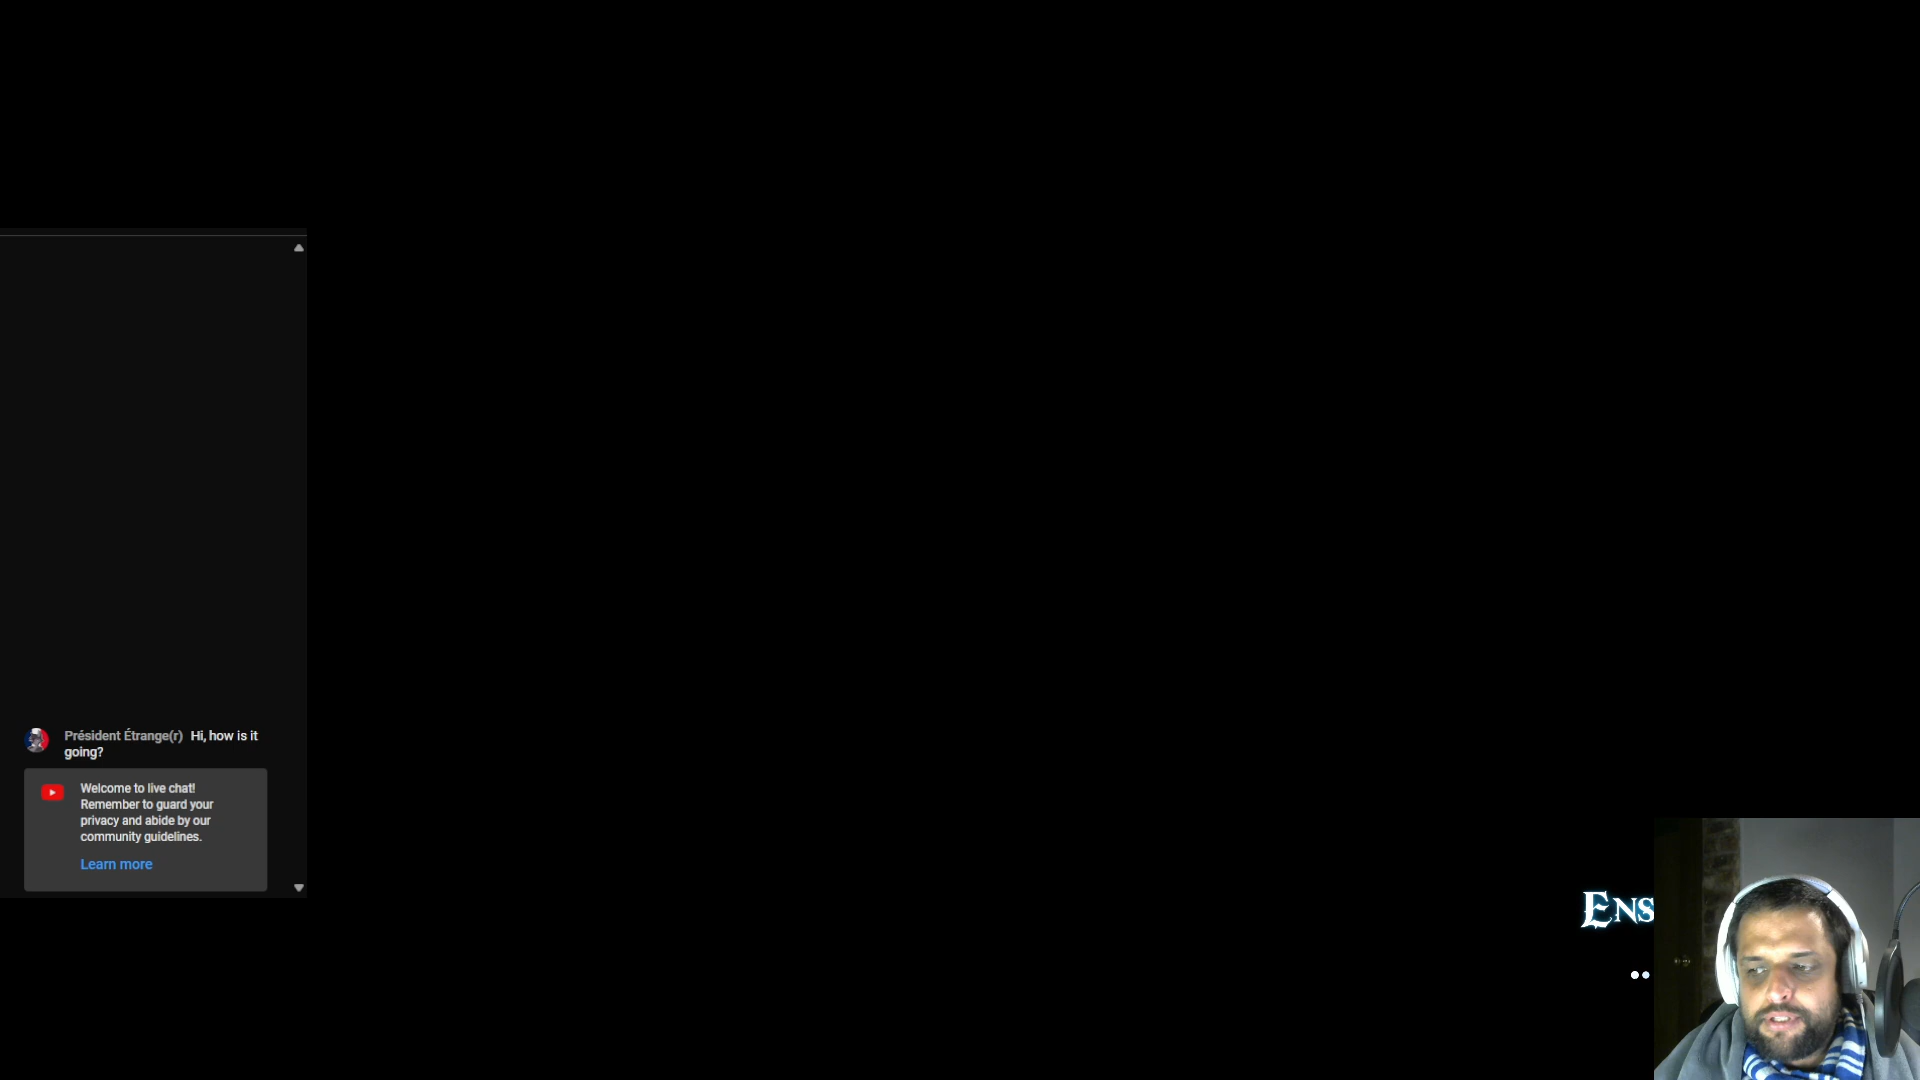 Président Étrange(r) Hi, how is it
going?
Welcome to live chat!
Remember to guard your
privacy and abide by our
community guidelines.
Learn more